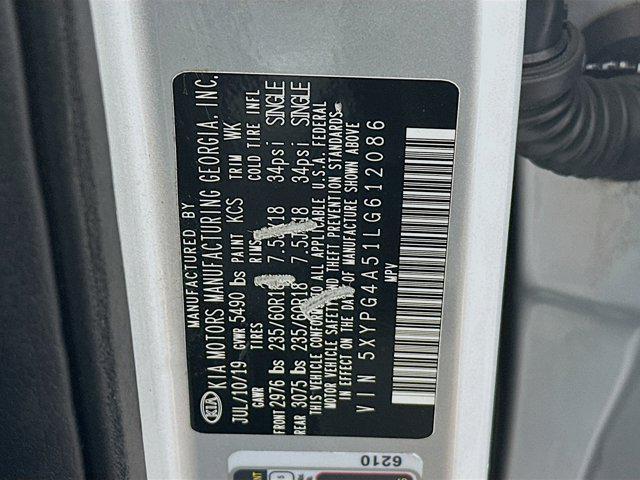 MANUFACTURED BY
KIA KIA MOTORS MANUFACTURING GEORGIA, INC.
JUL/10/19 GVWR 5490 lbs PAINT KCS TRIM WK
GAWR TIRES RIMS COLD TIRE INFL
FRONT 2976 lbs 235/60R18 7.5JX18 34psi SINGLE
REAR 3075 lbs 235/60R18 7.5JX18 34psi SINGLE
THIS VEHICLE CONFORMS TO ALL APPLICABLE U.S.A. FEDERAL
MOTOR VEHICLE SAFETY AND THEFT PREVENTION STANDARDS
IN EFFECT ON THE DATE OF MANUFACTURE SHOWN ABOVE
VIN 5XYPG4A51LG612086
MPV
6210